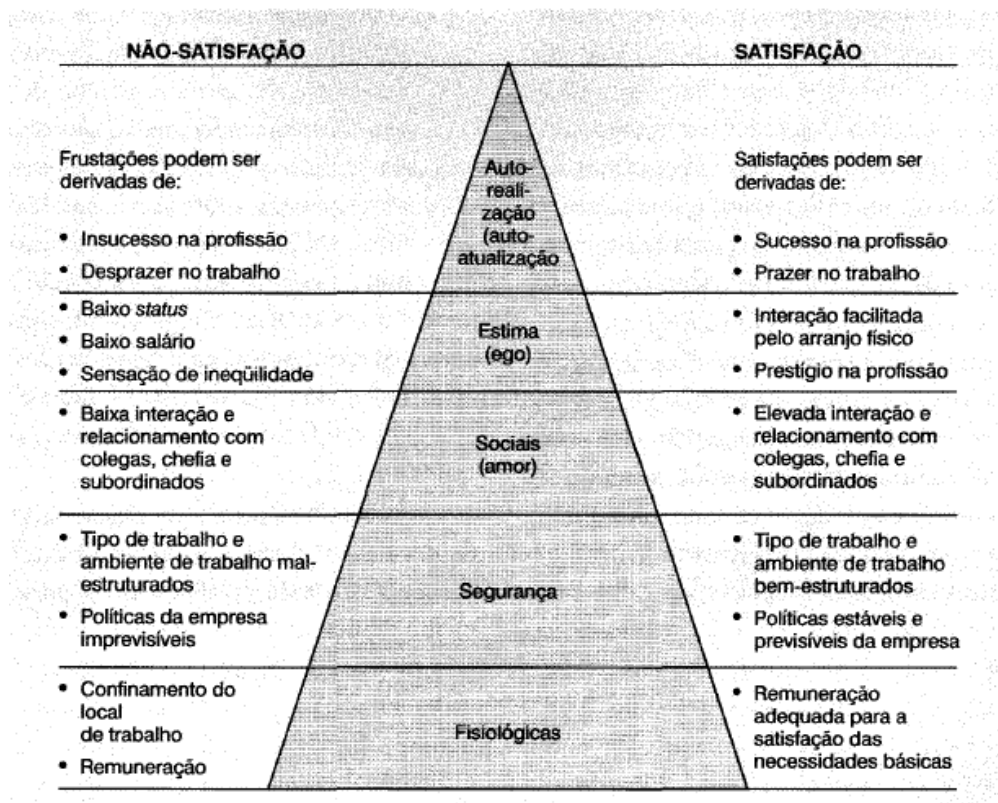 NÃO-SATISFAÇÃO
SATISFAÇÃO
Frustações podem ser
derivadas de:
• Insucesso na profissão
• Desprazer no trabalho
Auto-
reali-
zação
(auto-
atualização
Satisfações podem ser
derivadas de:
• Sucesso na profissão
• Prazer no trabalho
• Baixo status
• Baixo salário
• Sensação de ineqüilidade
Estima
(ego)
• Interação facilitada
pelo arranjo físico
• Prestígio na profissão
• Baixa interação e
relacionamento com
colegas, chefia e
subordinados
Sociais
(amor)
• Elevada interação e
relacionamento com
colegas, chefia e
subordinados
• Tipo de trabalho e
ambiente de trabalho mal-
estruturados
• Políticas da empresa
imprevisíveis
Segurança
• Tipo de trabalho e
ambiente de trabalho
bem-estruturados
• Políticas estáveis e
previsíveis da empresa
• Confinamento do
local
de trabalho
• Remuneração
Fisiológicas
• Remuneração
adequada para a
satisfação das
necessidades básicas